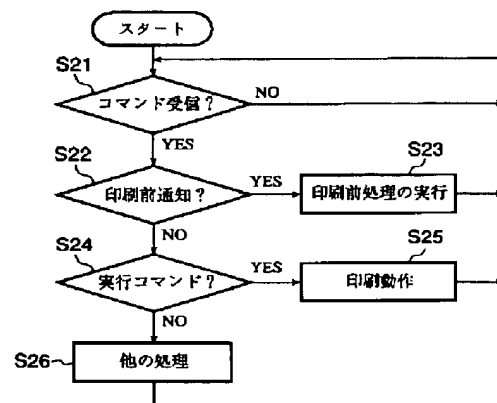 スタート
S21
コマンド受信?
NO
YES
S22
印刷前通知?
YES
S23
印刷前処理の実行
NO
S24
実行コマンド?
YES
S25
印刷動作
NO
S26
他の処理